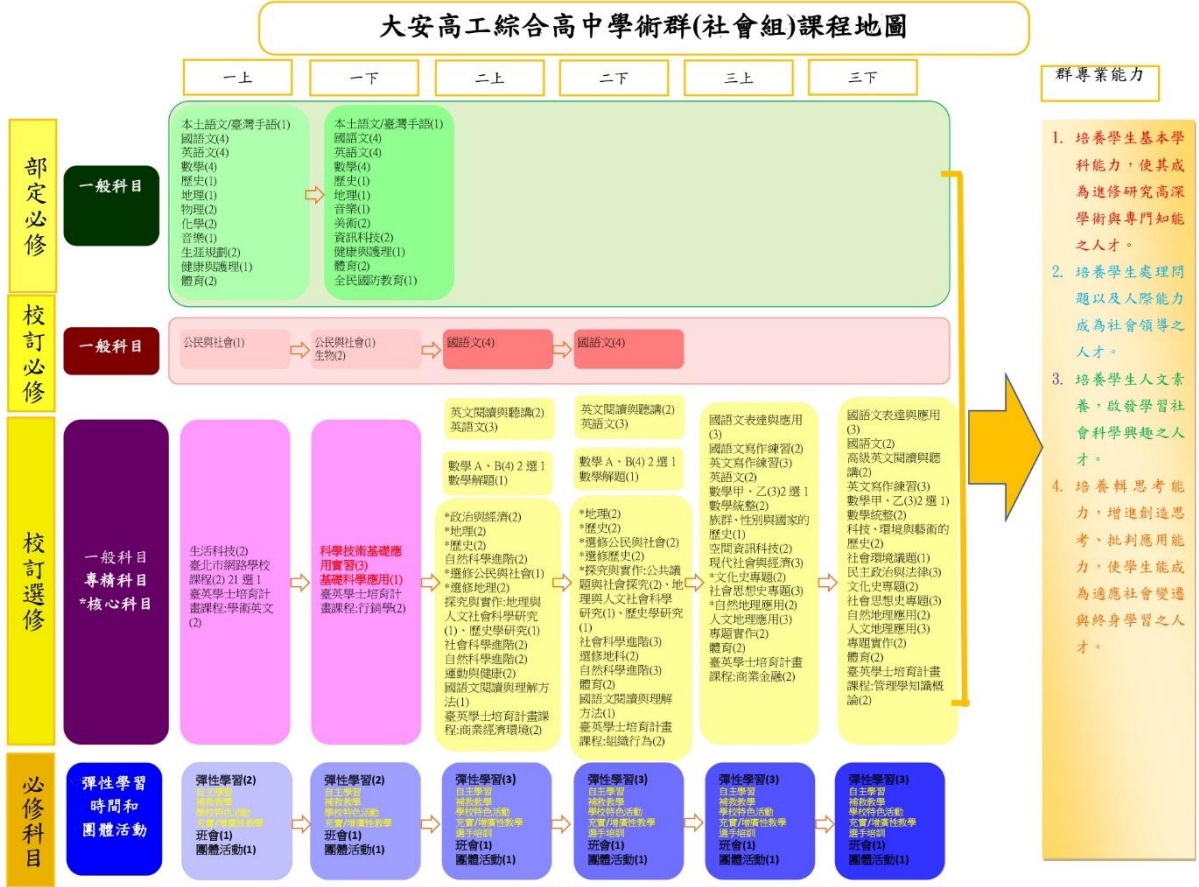 大安高工綜合高中學術群(社會組)課程地圖
一上
一下
二上
二下
三上
三下
群專業能力
部定必修
一般科目
本土語文/臺灣手語(1)
國語文(4)
英語文(4)
數學(4)
歷史(1)
地理(1)
物理(2)
化學(2)
音樂(1)
生涯規劃(2)
健康與護理(1)
體育(2)
本土語文/臺灣手語(1)
國語文(4)
英語文(4)
數學(4)
歷史(1)
地理(1)
音樂(1)
美術(2)
資訊科技(2)
健康與護理(1)
體育(2)
全民國防教育(1)
校訂必修
一般科目
公民與社會(1)
公民與社會(1)
生物(2)
國語文(4)
國語文(4)
校訂選修
一般科目
專精科目
*核心科目
生活科技(2)
臺北市網路學校
課程(2) 21 選 1
臺英學士培育計
畫課程:學術英文
(2)
科學技術基礎應
用實習(3)
基礎科學應用(1)
臺英學士培育計
畫課程:行銷學(2)
英文閱讀與聽講(2)
英語文(3)
數學 A、B(4) 2 選 1
數學解題(1)
*政治與經濟(2)
*地理(2)
*歷史(2)
自然科學進階(2)
*選修公民與社會(1)
*選修地理(2)
探究與實作:地理與
人文社會科學研究
(1)、歷史學研究(1)
社會科學進階(2)
自然科學進階(2)
運動與健康(2)
國語文閱讀與理解方
法(1)
臺英學士培育計畫課
程:商業經濟環境(2)
英文閱讀與聽講(2)
英語文(3)
數學 A、B(4) 2 選 1
數學解題(1)
*地理(2)
*歷史(2)
*選修公民與社會(2)
*選修歷史(2)
*探究與實作:公共議
題與社會探究(2)、地
理與人文社會科學
研究(1)、歷史學研究
(1)
社會科學進階(3)
選修地科(2)
自然科學進階(3)
體育(2)
國語文閱讀與理解
方法(1)
臺英學士培育計畫
課程:組織行為(2)
國語文表達與應用
(3)
國語文寫作練習(2)
英文寫作練習(3)
英語文(2)
數學甲、乙(3)2 選 1
數學統整(2)
族群、性別與國家的
歷史(1)
空間資訊科技(2)
現代社會與經濟(3)
*文化史專題(2)
社會思想史專題(3)
*自然地理應用(2)
人文地理應用(3)
專題實作(2)
體育(2)
臺英學士培育計畫
課程:商業金融(2)
國語文表達與應用
(3)
國語文(2)
高級英文閱讀與聽
講(2)
英文寫作練習(3)
數學甲、乙(3)2 選 1)
數學統整(2)
科技、環境與藝術的
歷史(2)
社會環境議題(1)
民主政治與法律(3)
文化史專題(2)
社會思想史專題(3)
自然地理應用(2)
人文地理應用(3)
專題實作(2)
體育(2)
臺英學士培育計畫
課程:管理學知識概
論(2)
必修科目
彈性學習
時間和
團體活動
彈性學習(2)
自主學習
補救教學
學校特色活動
充實/增廣性教學
班會(1)
團體活動(1)
彈性學習(2)
自主學習
補救教學
學校特色活動
充實/增廣性教學
班會(1)
團體活動(1)
彈性學習(3)
自主學習
補救教學
學校特色活動
充實/增廣性教學
選手培訓
班會(1)
團體活動(1)
彈性學習(3)
自主學習
補救教學
學校特色活動
充實/增廣性教學
選手培訓
班會(1)
團體活動(1)
彈性學習(3)
自主學習
補救教學
學校特色活動
充實/增廣性教學
選手培訓
班會(1)
團體活動(1)
彈性學習(3)
自主學習
補救教學
學校特色活動
充實/增廣性教學
選手培訓
班會(1)
團體活動(1)
1. 培養學生基本學
科能力,使其成
為進修研究高深
學術與專門知能
之人才。
2. 培養學生處理問
題以及人際能力
成為社會領導之
人才。
3. 培養學生人文素
養,啟發學習社
會科學興趣之人
才。
4. 培養輯思考能
力,增進創造思
考、批判應用能
力,使學生能成
為適應社會變遷
與終身學習之人
才。